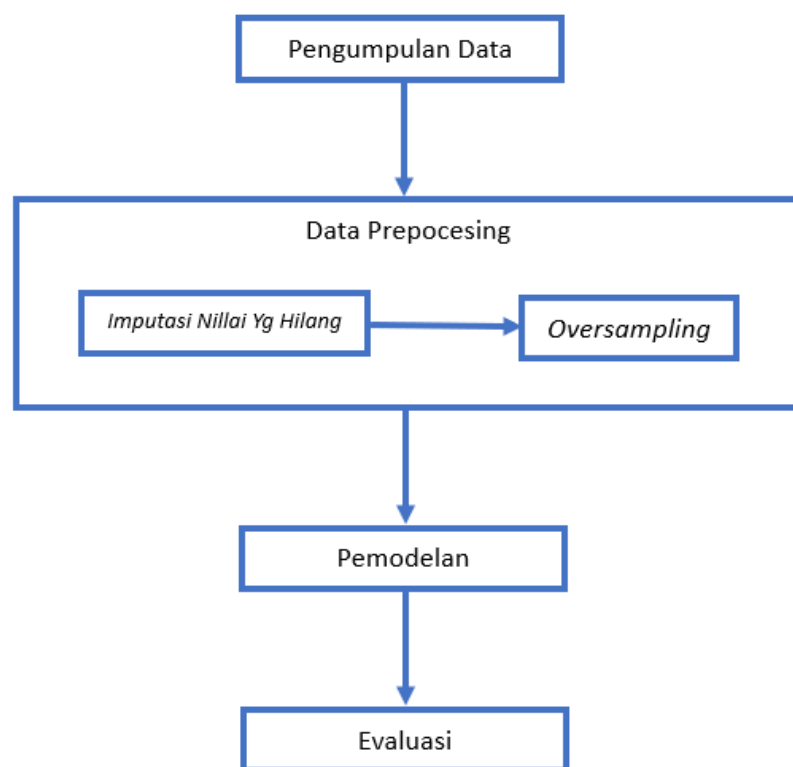 Pengumpulan Data
Data Prepocesing
Imputasi Nillai Yg Hilang
Oversampling
Pemodelan
Evaluasi